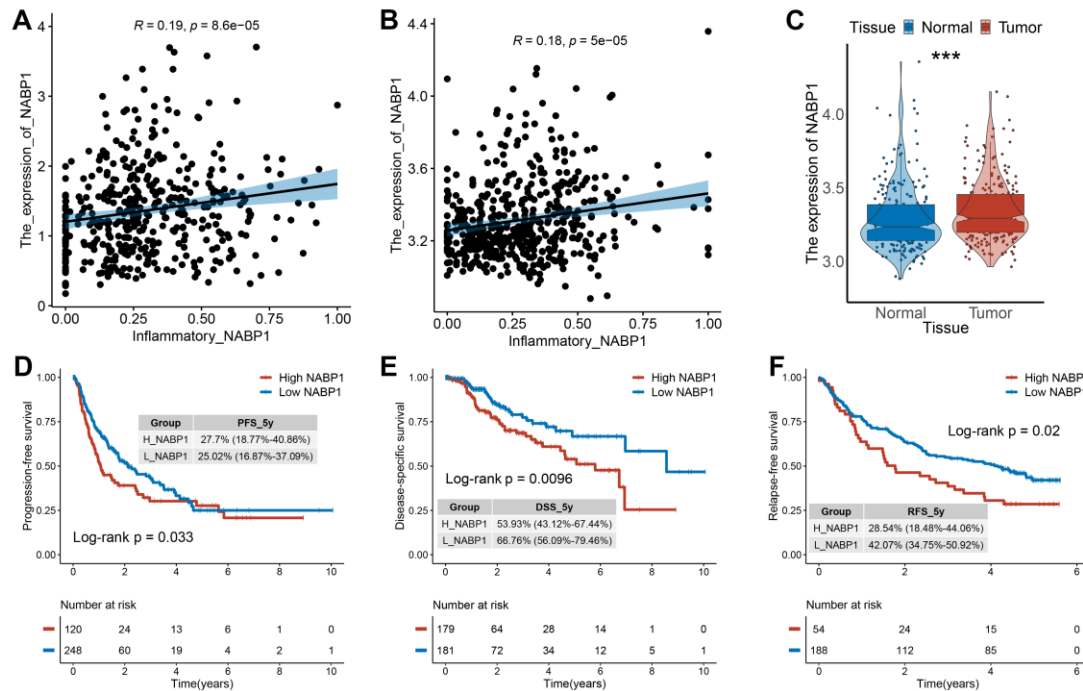 A
R = 0.19, p = 8.6e−05
The_expression_of_NABP1
4
3
2
1
0
0.00 0.25 0.50 0.75 1.00
Inflammatory_NABP1
B
R = 0.18, p = 5e−05
The_expression_of_NABP1
4.4
4.0
3.6
3.2
0.00 0.25 0.50 0.75 1.00
Inflammatory_NABP1
C
Tissue Normal Tumor
***
The expression of NABP1
4.0
3.5
3.0
Normal Tumor
Tissue
D
High NABP1
Low NABP1
Progression-free survival
1.00
0.75
0.50
0.25
0.00
Group PFS_5y
H_NABP1 27.7% (18.77%-40.86%)
L_NABP1 25.02% (16.87%-37.09%)
Log-rank p = 0.033
0 2 4 6 8 10
Number at risk
120 24 13 6 1 0
248 60 19 4 2 1
0 2 4 6 8 10
Time(years)
E
High NABP1
Low NABP1
Disease-specific survival
1.00
0.75
0.50
0.25
0.00
Log-rank p = 0.0096
Group DSS_5y
H_NABP1 53.93% (43.12%-67.44%)
L_NABP1 66.76% (56.09%-79.46%)
0 2 4 6 8 10
Number at risk
179 64 28 14 1 0
181 72 34 12 5 1
0 2 4 6 8 10
Time(years)
F
High NABP1
Low NABP1
Relapse-free survival
1.00
0.75
0.50
0.25
0.00
Log-rank p = 0.02
Group RFS_5y
H_NABP1 28.54% (18.48%-44.06%)
L_NABP1 42.07% (34.75%-50.92%)
0 2 4 6
Number at risk
54 24 15 0
188 112 85 0
0 2 4 6
Time(years)